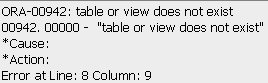 ORA-00942: table or view does not exist
00942. 00000 -  "table or view does not exist"
*Cause:
*Action:
Error at Line: 8 Column: 9